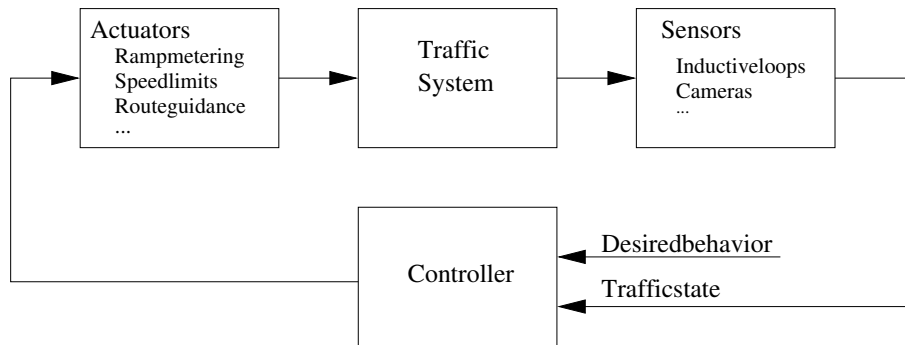 Actuators
Rampmetering
Speedlimits
Routeguidance
...
Traffic
System
Sensors
Inductiveloops
Cameras
...
Controller
Desiredbehavior
Trafficstate